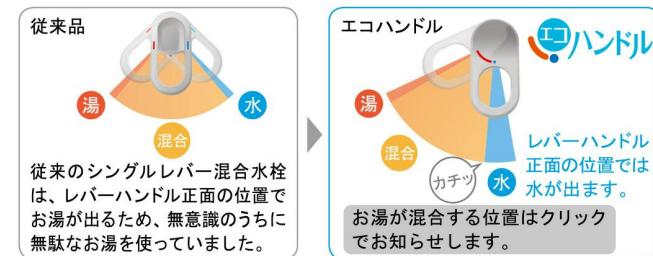 従来品
湯
水
混合
従来のシングルレバー混合水栓
は、レバーハンドル正面の位置で
お湯が出るため、無意識のうちに
無駄なお湯を使っていました。
エコハンドル
エコハンドル
湯
混合
カチッ
水
レバーハンドル
正面の位置では
水が出ます。
お湯が混合する位置はクリック
でお知らせします。